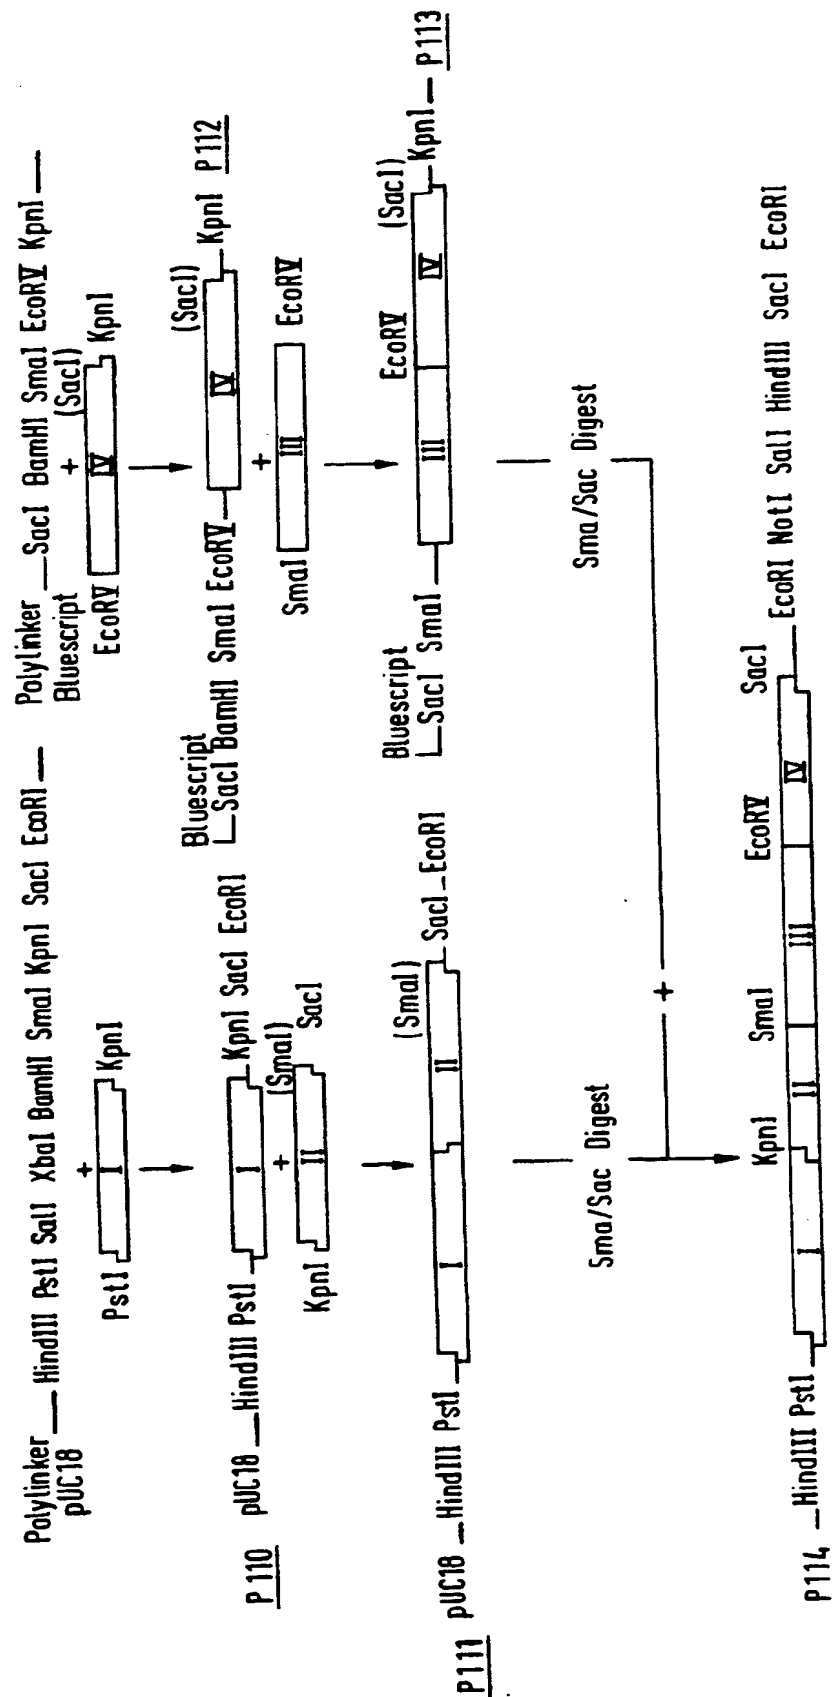 Polylinker HindIII PstI SalI XbaI BamHI SmaI KpnI SacI EcoRI
pUC18
+
PstI I KpnI
P110 pUC18 HindIII PstI I KpnI SacI EcoRI
+ (SmaI)
KpnI II SacI
(SmaI)
P111 pUC18 HindIII PstI I II SacI EcoRI
Sma/Sac Digest
Polylinker SacI BamHI SmaI EcoRV KpnI
Bluescript
+ (SacI)
EcoRV IV KpnI
Bluescript (SacI)
SacI BamHI SmaI EcoRV IV KpnI P112
+
SmaI III EcoRV
Bluescript EcoRV (SacI)
SacI SmaI III IV KpnI P113
Sma/Sac Digest
+
KpnI SmaI EcoRV SacI
P114 HindIII PstI I II III IV EcoRI NotI SalI HindIII SacI EcoRI